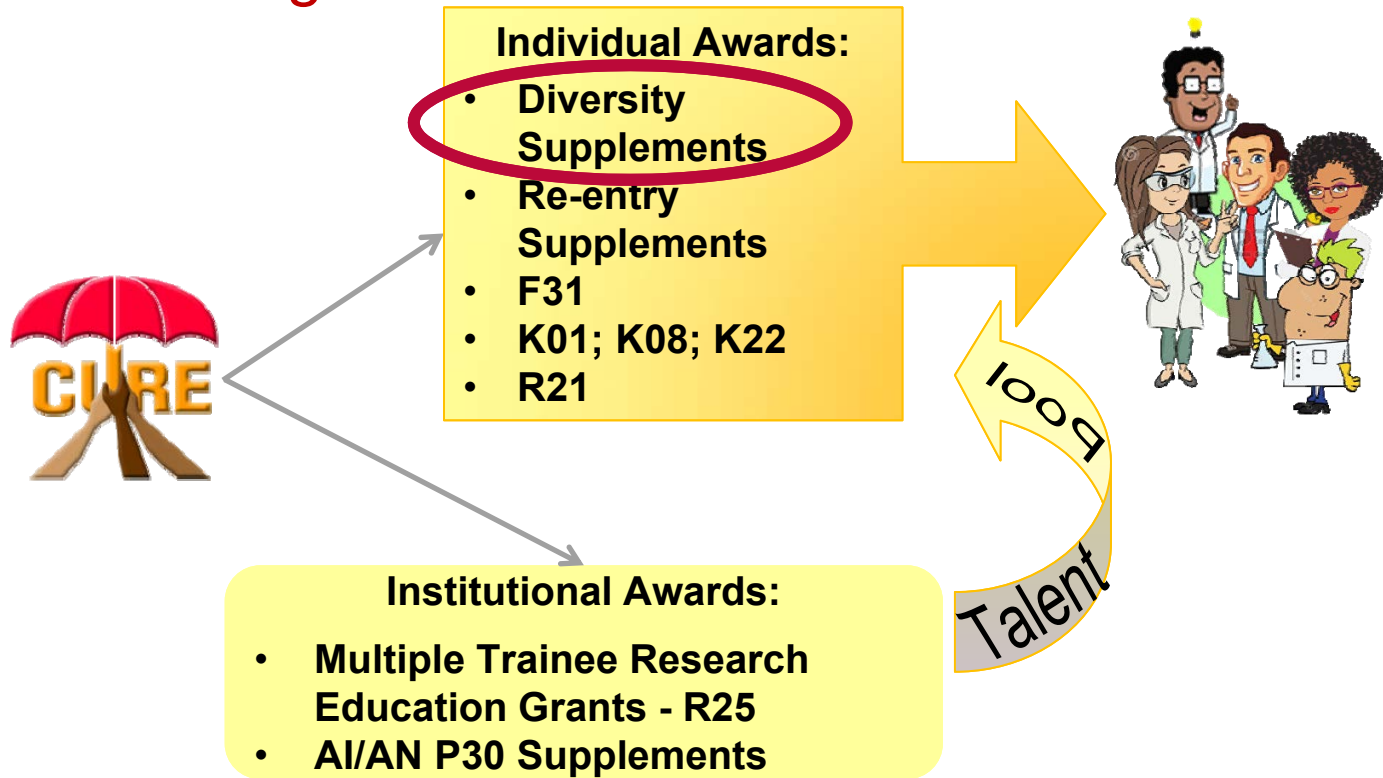 Individual Awards:
• Diversity
Supplements
• Re-entry
Supplements
• F31
• K01; K08; K22
• R21
CURE
pool
Talent
Institutional Awards:
• Multiple Trainee Research
Education Grants - R25
• AI/AN P30 Supplements